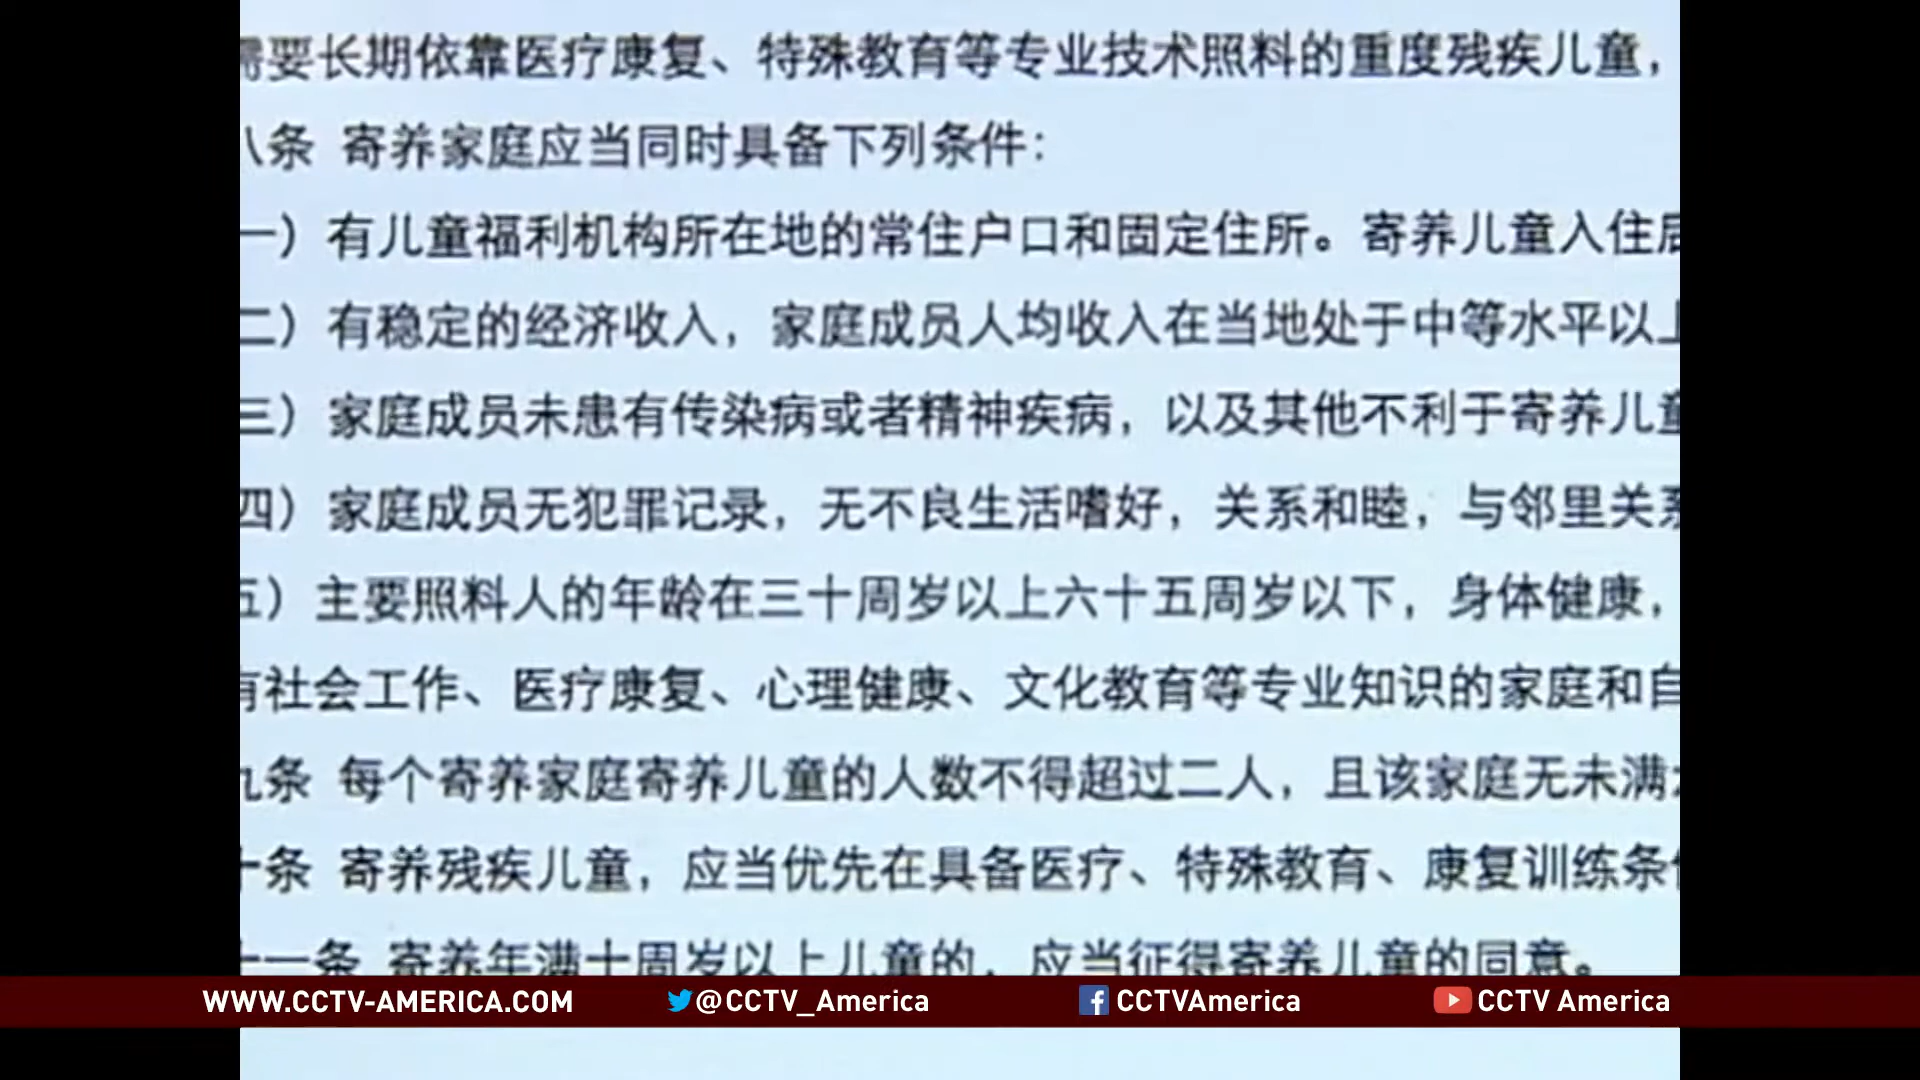 需要长期依靠医疗康复、特殊教育等专业技术照料的重度残疾儿童，
八条 寄养家庭应当同时具备下列条件：
一）有儿童福利机构所在地的常住户口和固定住所。寄养儿童入住居
二）有稳定的经济收入，家庭成员人均收入在当地处于中等水平以上
三）家庭成员未患有传染病或者精神疾病，以及其他不利于寄养儿童
四）家庭成员无犯罪记录，无不良生活嗜好，关系和睦，与邻里关系
五）主要照料人的年龄在三十周岁以上六十五周岁以下，身体健康，
有社会工作、医疗康复、心理健康、文化教育等专业知识的家庭和自
九条 每个寄养家庭寄养儿童的人数不得超过二人，且该家庭无未满
十条 寄养残疾儿童，应当优先在具备医疗、特殊教育、康复训练条件
十一条 寄养年满十周岁以上儿童的，应当征得寄养儿童的同意。
WWW.CCTV-AMERICA.COM @CCTV_America CCTVAmerica CCTV America